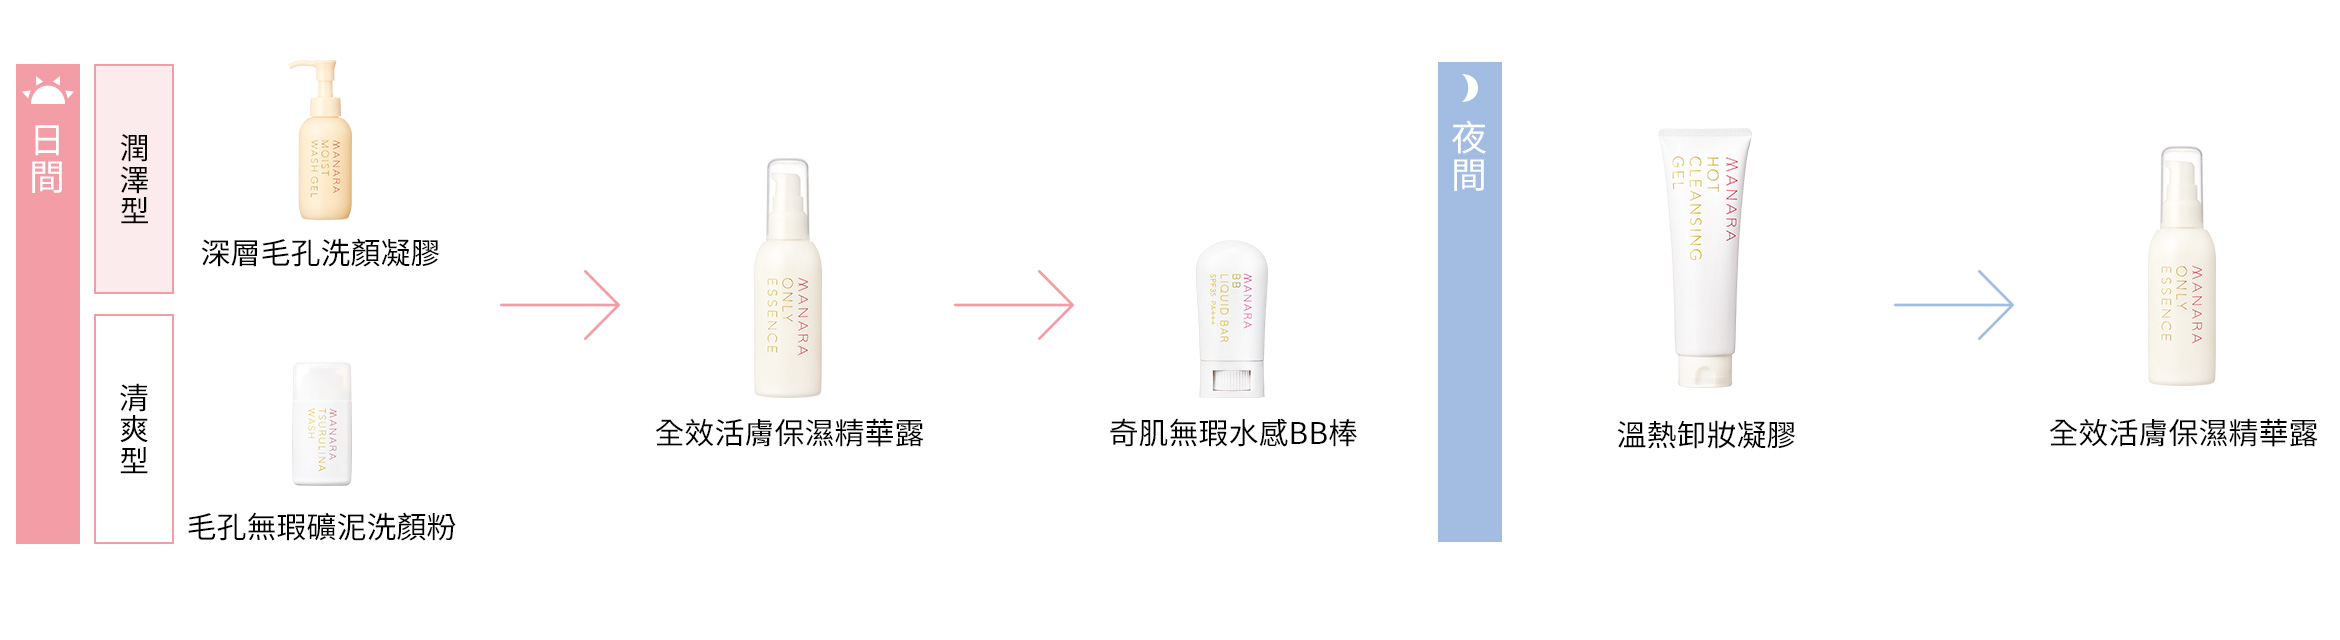 日間
潤澤型
MANARA
MOIST
WASH GEL
深層毛孔洗顏凝膠
清爽型
MANARA
TSURULINA
WASH
毛孔無瑕礦泥洗顏粉
MANARA
ONLY
ESSENCE
全效活膚保濕精華露
MANARA
BB
LIQUID BAR
SPF35 PA+++
奇肌無瑕水感BB棒
夜間
MANARA
HOT
CLEANSING
GEL
溫熱卸妝凝膠
MANARA
ONLY
ESSENCE
全效活膚保濕精華露